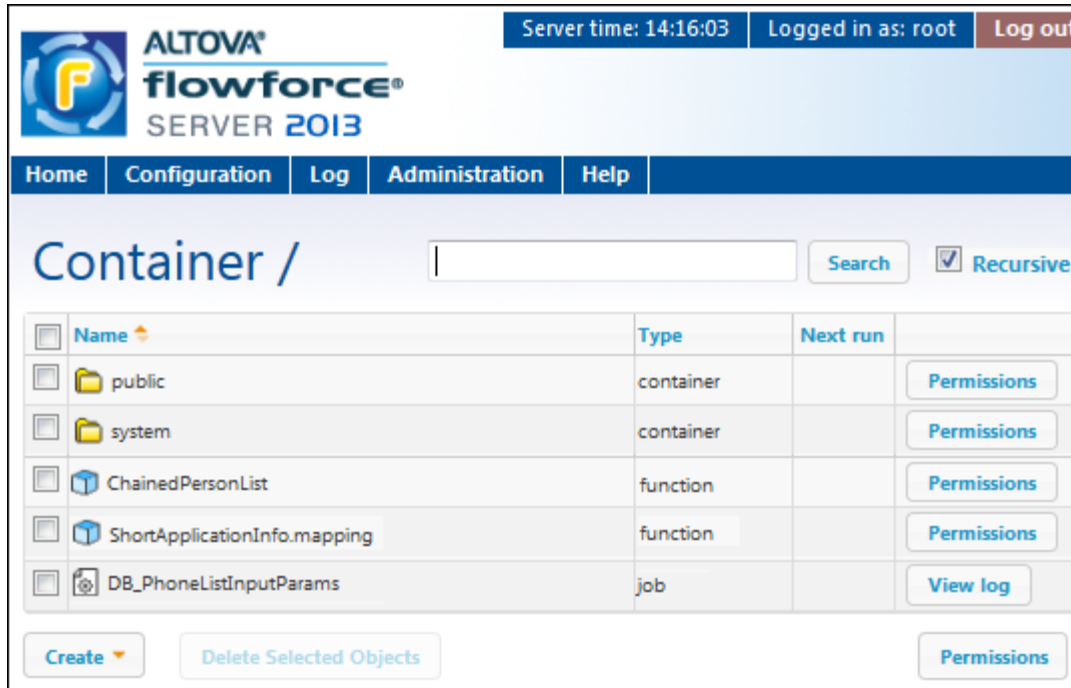 Server time: 14:16:03 Logged in as: root Log out
ALTOVA®
flowforce®
SERVER 2013
Home Configuration Log Administration Help
Container / Search Recursive
Name Type Next run
public container Permissions
system container Permissions
ChainedPersonList function Permissions
ShortApplicationInfo.mapping function Permissions
DB_PhoneListInputParams job View log
Create Delete Selected Objects Permissions